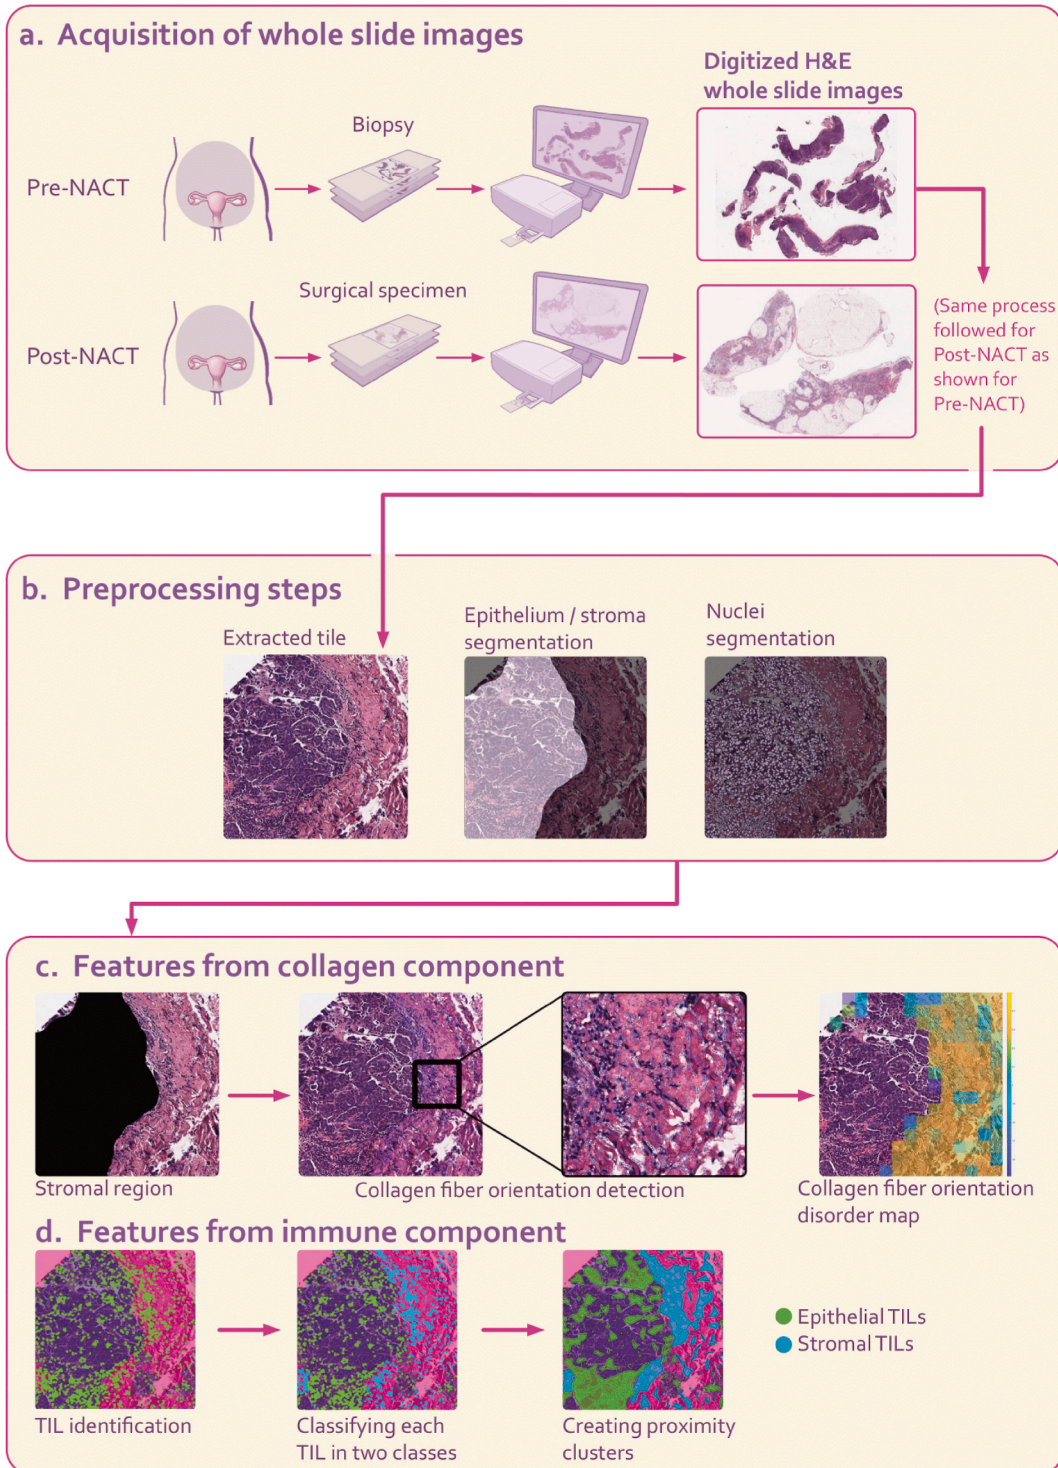 a. Acquisition of whole slide images
Digitized H&E
whole slide images
Biopsy
Pre-NACT
Surgical specimen
Post-NACT
(Same process
followed for
Post-NACT as
shown for
Pre-NACT)
b. Preprocessing steps
Extracted tile
Epithelium / stroma
segmentation
Nuclei
segmentation
c. Features from collagen component
Stromal region
Collagen fiber orientation detection
Collagen fiber orientation
disorder map
d. Features from immune component
Epithelial TILs
Stromal TILs
TIL identification
Classifying each
TIL in two classes
Creating proximity
clusters